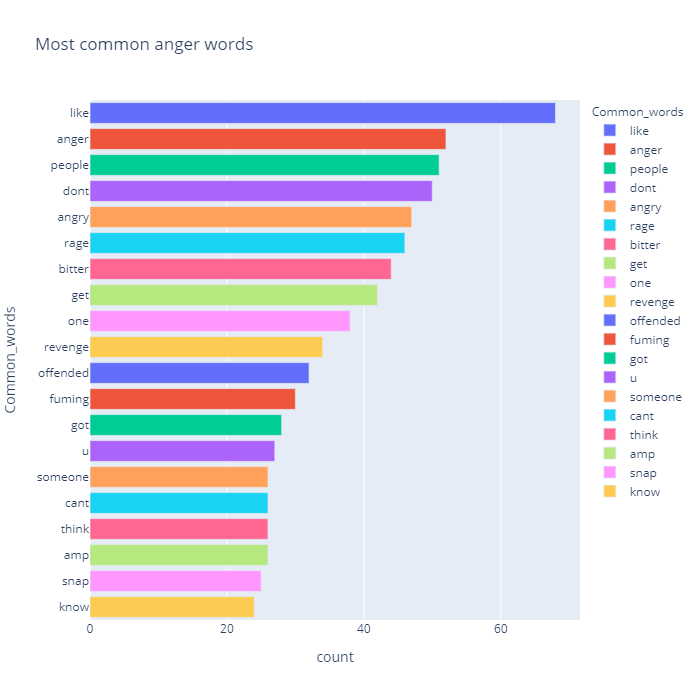 Most common anger words
Common_words
like
anger
people
dont
angry
rage
bitter
get
one
revenge
offended
fuming
got
u
someone
cant
think
amp
snap
know
0
20
40
60
count
Common_words
like
anger
people
dont
angry
rage
bitter
get
one
revenge
offended
fuming
got
u
someone
cant
think
amp
snap
know